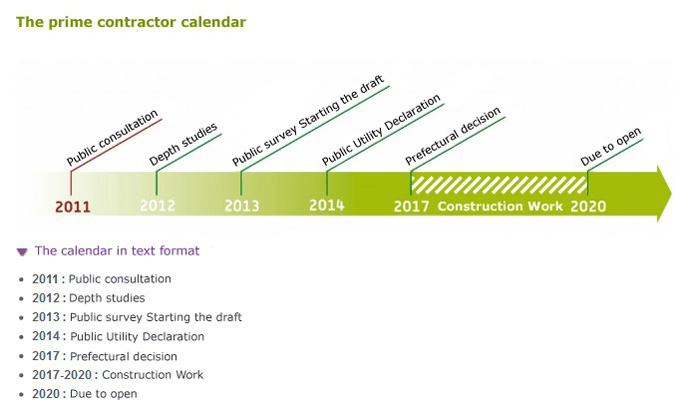 The prime contractor calendar
Public consultation
Depth studies
Public survey Starting the draft
Public Utility Declaration
Prefectural decision
Due to open
2011
2012
2013
2014
2017
Construction Work
2020
The calendar in text format
2011 : Public consultation
2012 : Depth studies
2013 : Public survey Starting the draft
2014 : Public Utility Declaration
2017 : Prefectural decision
2017-2020 : Construction Work
2020 : Due to open